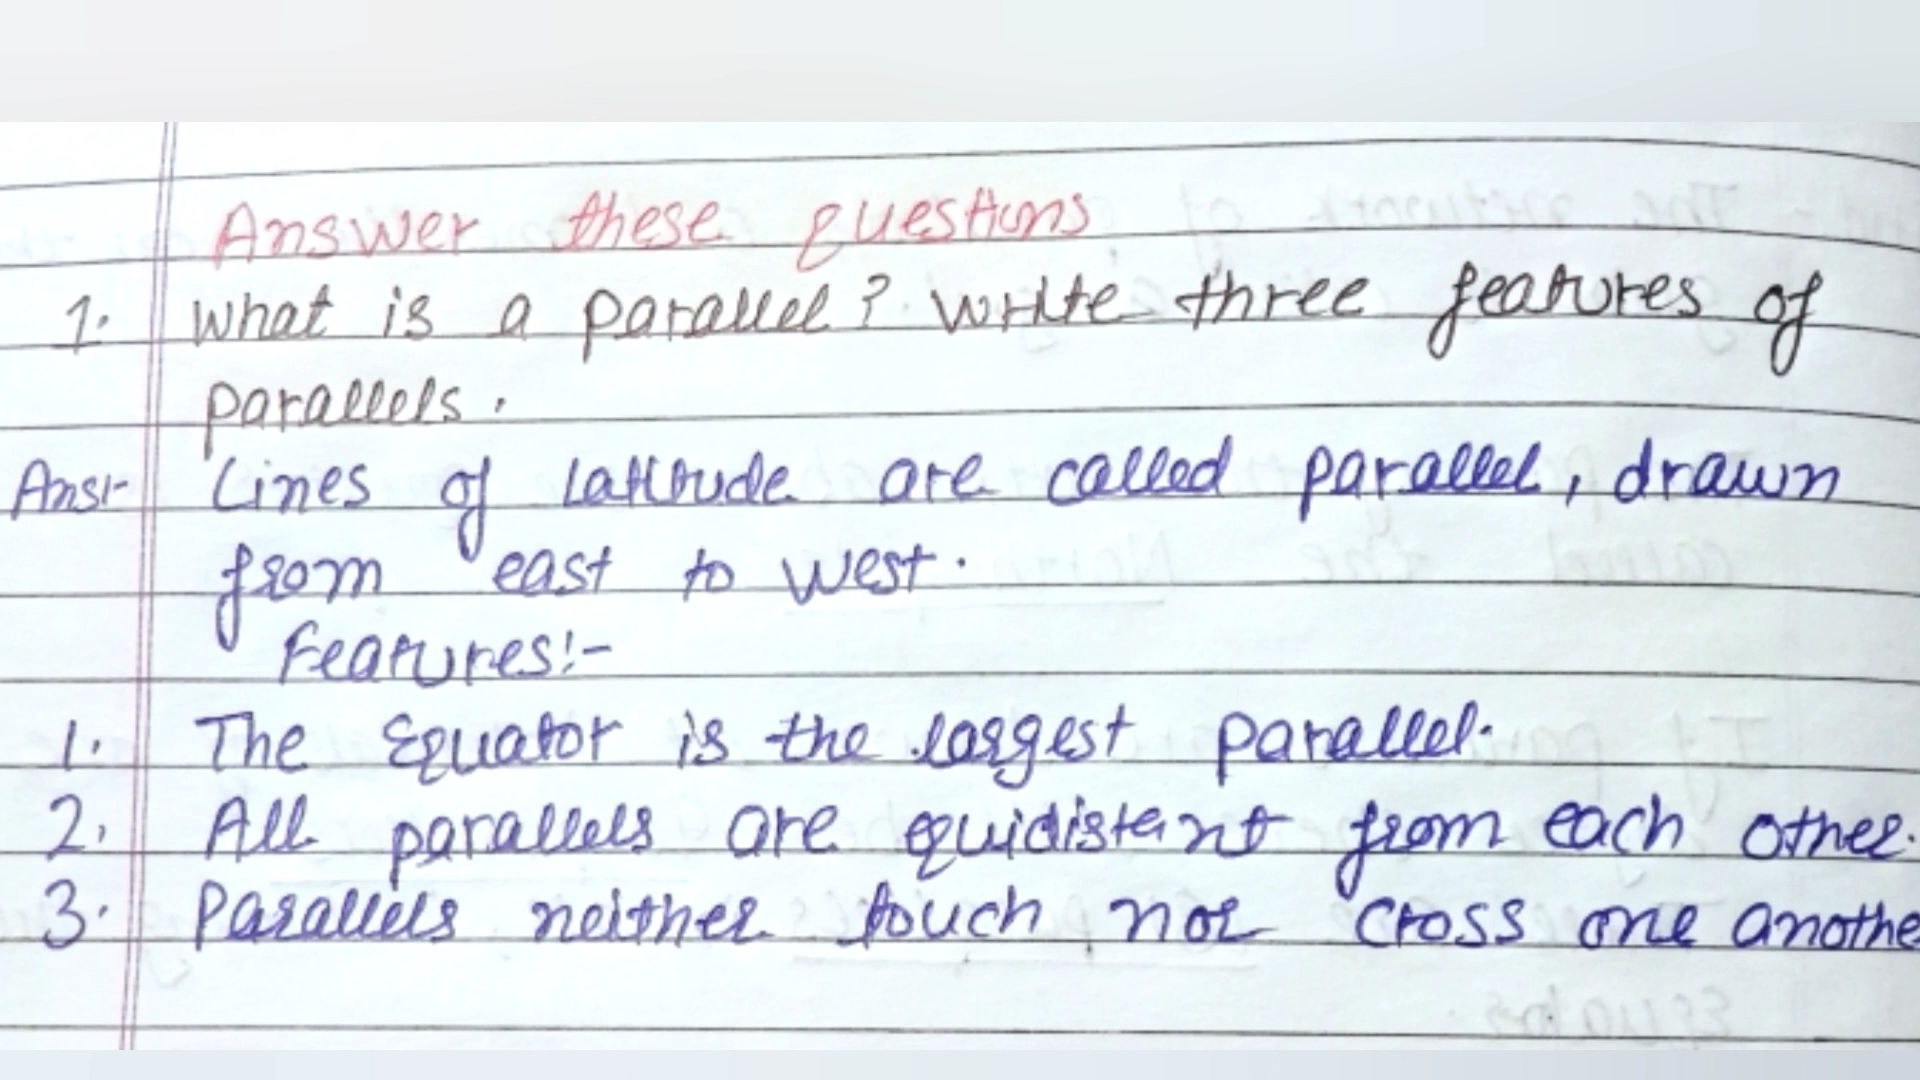 Answer these questions
1. What is a parallel? Write three features of
parallels.
Ans:- Lines of latitude are called parallel, drawn
from east to west.
Features:-
1. The Equator is the largest parallel.
2. All parallels are equidistant from each other.
3. Parallels neither touch nor cross one anothe